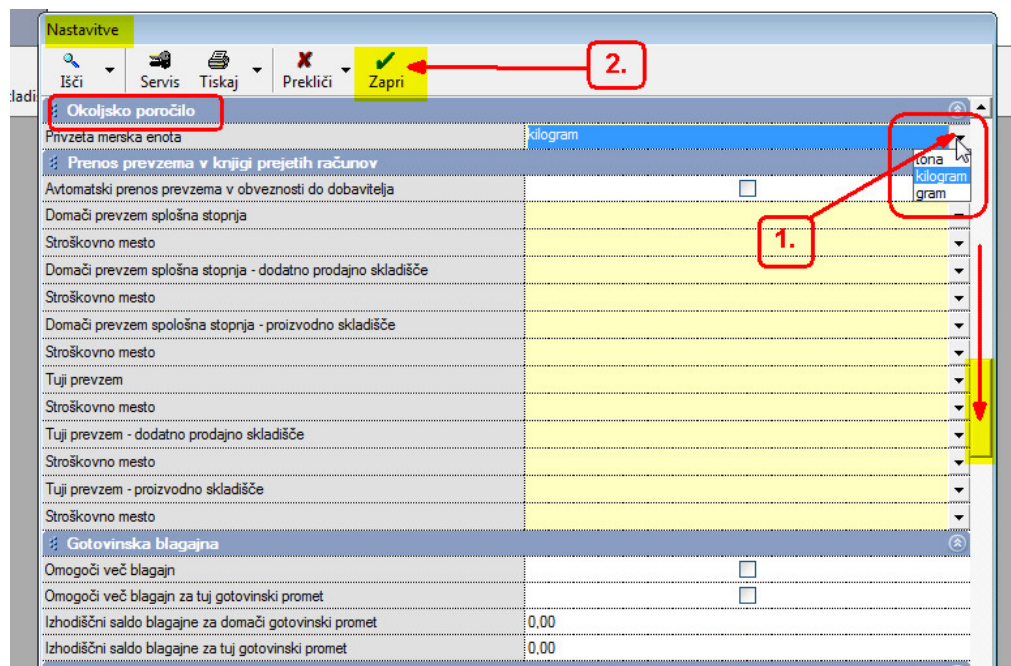 Nastavitve
Išči Servis Tiskaj Prekliči Zapri
2.
ladi
Okoljsko poročilo
Privzeta merska enota kilogram
tona
kilogram
gram
Prenos prevzema v knjigi prejetih računov
Avtomatski prenos prevzema v obveznosti do dobavitelja
1.
Domači prevzem splošna stopnja
Stroškovno mesto
Domači prevzem splošna stopnja - dodatno prodajno skladišče
Stroškovno mesto
Domači prevzem spološna stopnja - proizvodno skladišče
Stroškovno mesto
Tuji prevzem
Stroškovno mesto
Tuji prevzem - dodatno prodajno skladišče
Stroškovno mesto
Tuji prevzem - proizvodno skladišče
Stroškovno mesto
Gotovinska blagajna
Omogoči več blagajn
Omogoči več blagajn za tuj gotovinski promet
Izhodiščni saldo blagajne za domači gotovinski promet 0,00
Izhodiščni saldo blagajne za tuj gotovinski promet 0,00